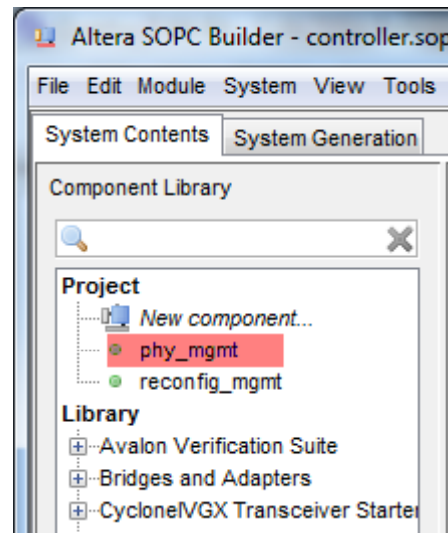 Altera SOPC Builder - controller.sop
File Edit Module System View Tools
System Contents System Generation
Component Library
Project
New component...
phy_mgmt
reconfig_mgmt
Library
Avalon Verification Suite
Bridges and Adapters
CycloneIVGX Transceiver Starter